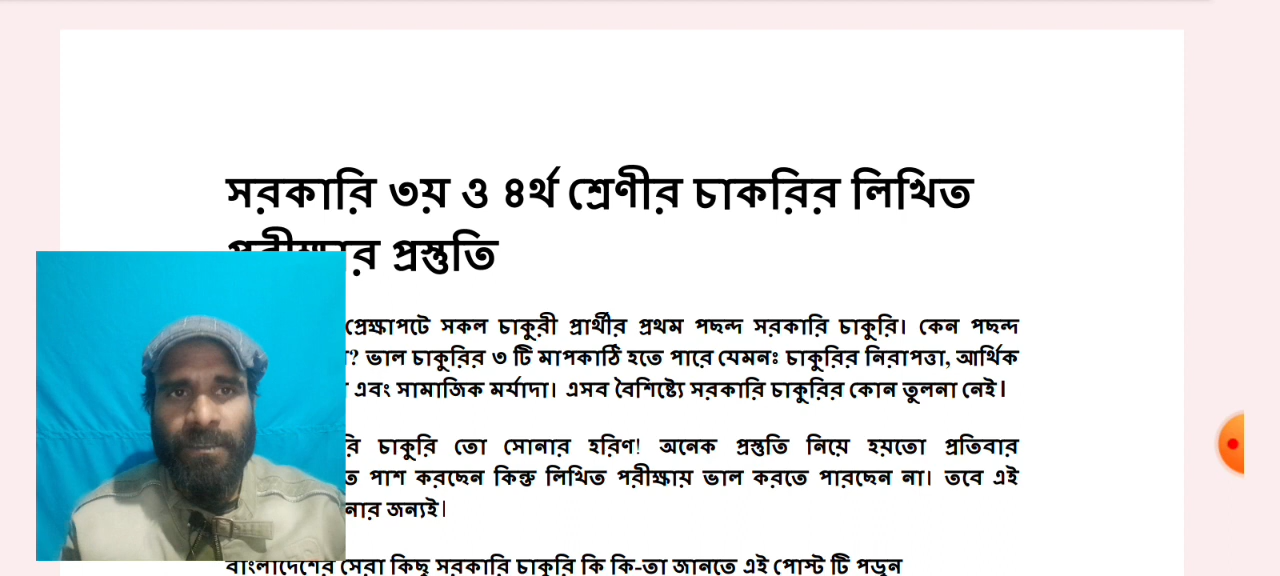 সরকারি ৩য় ও ৪র্থ শ্রেণীর চাকরির লিখিত
প্রস্তুতি
প্রেক্ষাপটে সকল চাকুরী প্রার্থীর প্রথম পছন্দ সরকারি চাকুরি। কেন পছন্দ
? ভাল চাকুরির ৩ টি মাপকাঠি হতে পারে যেমনঃ চাকুরির নিরাপত্তা, আর্থিক
এবং সামাজিক মর্যাদা। এসব বৈশিষ্ট্যে সরকারি চাকুরির কোন তুলনা নেই।
চাকুরি তো সোনার হরিণ! অনেক প্রস্তুতি নিয়ে হয়তো প্রতিবার
পাশ করছেন কিন্তু লিখিত পরীক্ষায় ভাল করতে পারছেন না। তবে এই
জন্যই।
বাংলাদেশের সেরা কিছু সরকারি চাকুরি কি কি-তা জানতে এই পোস্ট টি পড়ুন